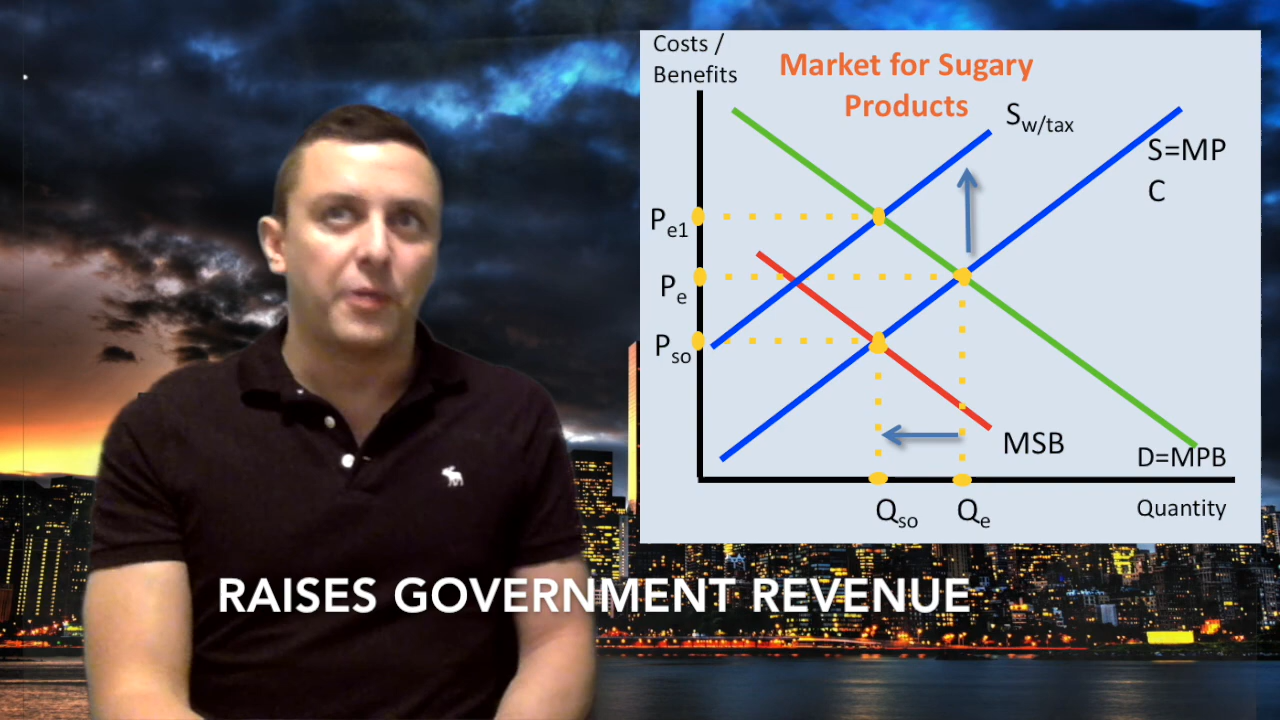 Costs /
Benefits
Market for Sugary
Products
Sw/tax
S=MP
C
Pe1
Pe
Pso
MSB
D=MPB
Qso
Qe
Quantity
RAISES GOVERNMENT REVENUE